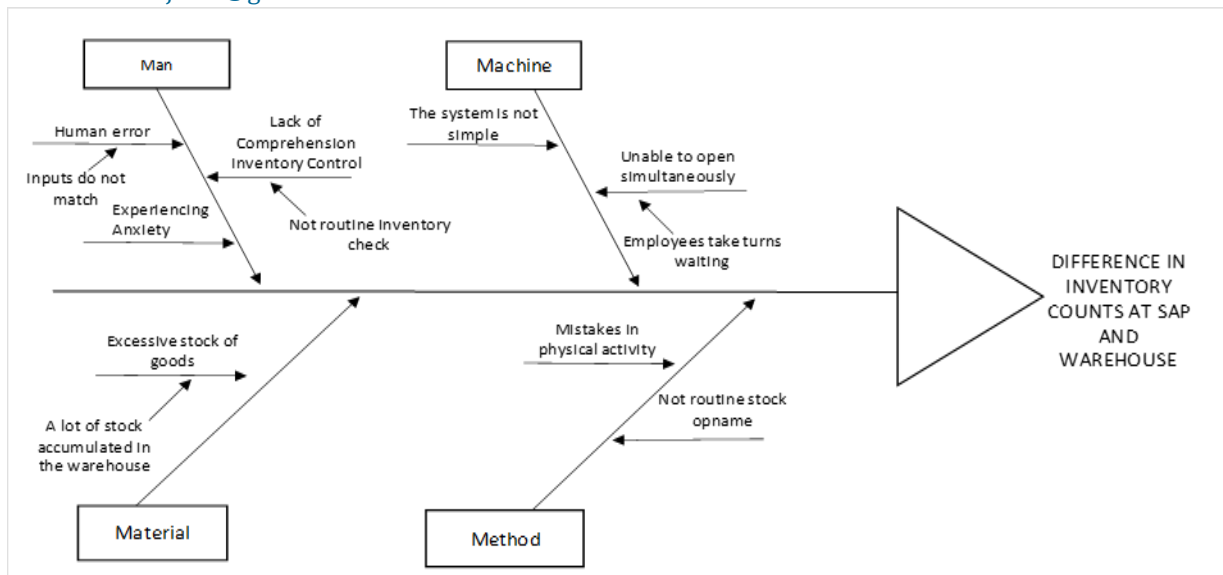 Man
Machine
Human error
Inputs do not
match
Lack of
Comprehension
Inventory Control
Not routine inventory
check
Experiencing
Anxiety
The system is not
simple
Unable to open
simultaneously
Employees take turns
waiting
DIFFERENCE IN
INVENTORY
COUNTS AT SAP
AND
WAREHOUSE
Excessive stock of
goods
A lot of stock
accumulated in
the warehouse
Mistakes in
physical activity
Not routine stock
opname
Material
Method